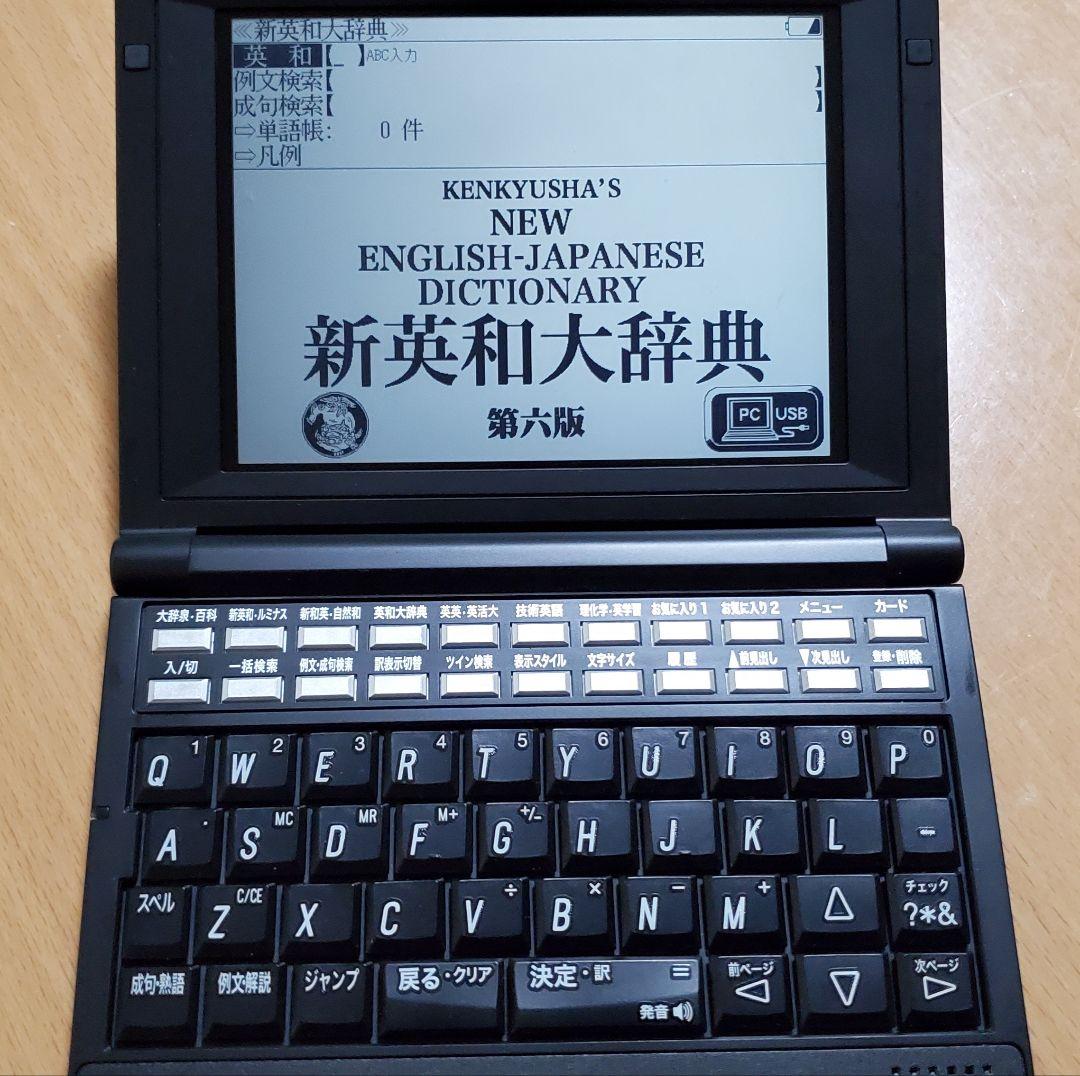 ≪新英和大辞典≫
英 和【_ 】ABC入力
例文検索【 】
成句検索【 】
⇨単語帳: 0 件
⇨凡例
KENKYUSHA'S
NEW
ENGLISH-JAPANESE
DICTIONARY
新英和大辞典
第六版
PC USB
大辞泉・百科 新英和・ルミナス 新和英・自然和 英和大辞典 英英・英活大 技術英語 理化学・英学習 お気に入り1 お気に入り2 メニュー カード
入/切 一括検索 例文・成句検索 訳表示切替 ツイン検索 表示スタイル 文字サイズ 履歴 ▲前見出し ▼次見出し 登録・削除
Q 1 W 2 E 3 R 4 T 5 Y 6 U 7 I 8 O 9 P 0
A . S MC D MR F M+ G +/- H J K L -
スペル Z C/CE X C V ÷ B × N − M + △ チェック ?*&
成句・熟語 例文・解説 ジャンプ 戻る・クリア 決定・訳 = 発音 前ページ ◁ ▽ 次ページ ▷